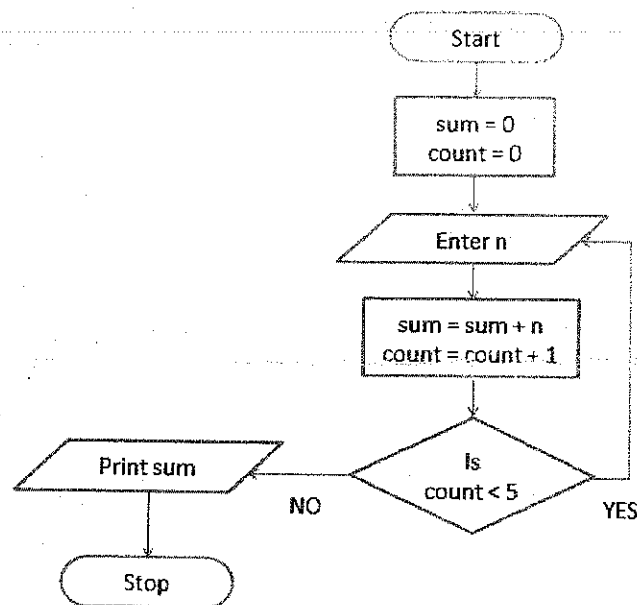 Start
sum = 0
count = 0
Enter n
sum = sum + n
count = count + 1
Is
count < 5
YES
NO
Print sum
Stop